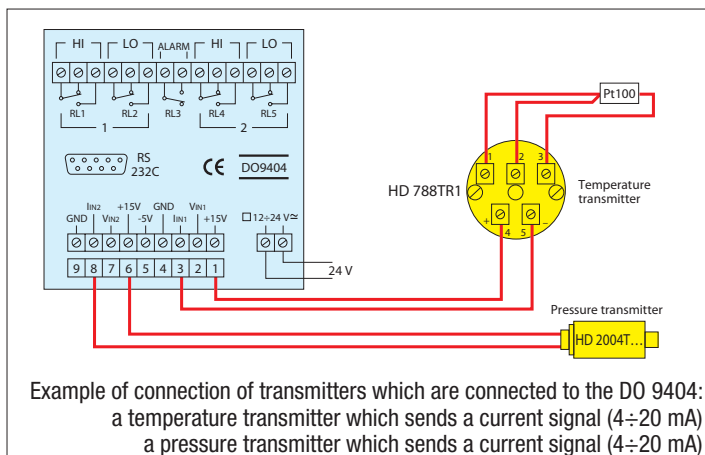 HI LO ALARM HI LO
RL1 RL2 RL3 RL4 RL5
1 2
RS
232C
CE DO9404
HD 788TR1
Pt100
1 2 3
+ 4 5 –
Temperature
transmitter
IIN2 +15V GND VIN1
GND VIN2 -5V IIN1 +15V
12÷24 V≃
9 8 7 6 5 4 3 2 1
24 V
Pressure transmitter
HD 2004T...
Example of connection of transmitters which are connected to the DO 9404:
a temperature transmitter which sends a current signal (4÷20 mA)
a pressure transmitter which sends a current signal (4÷20 mA)